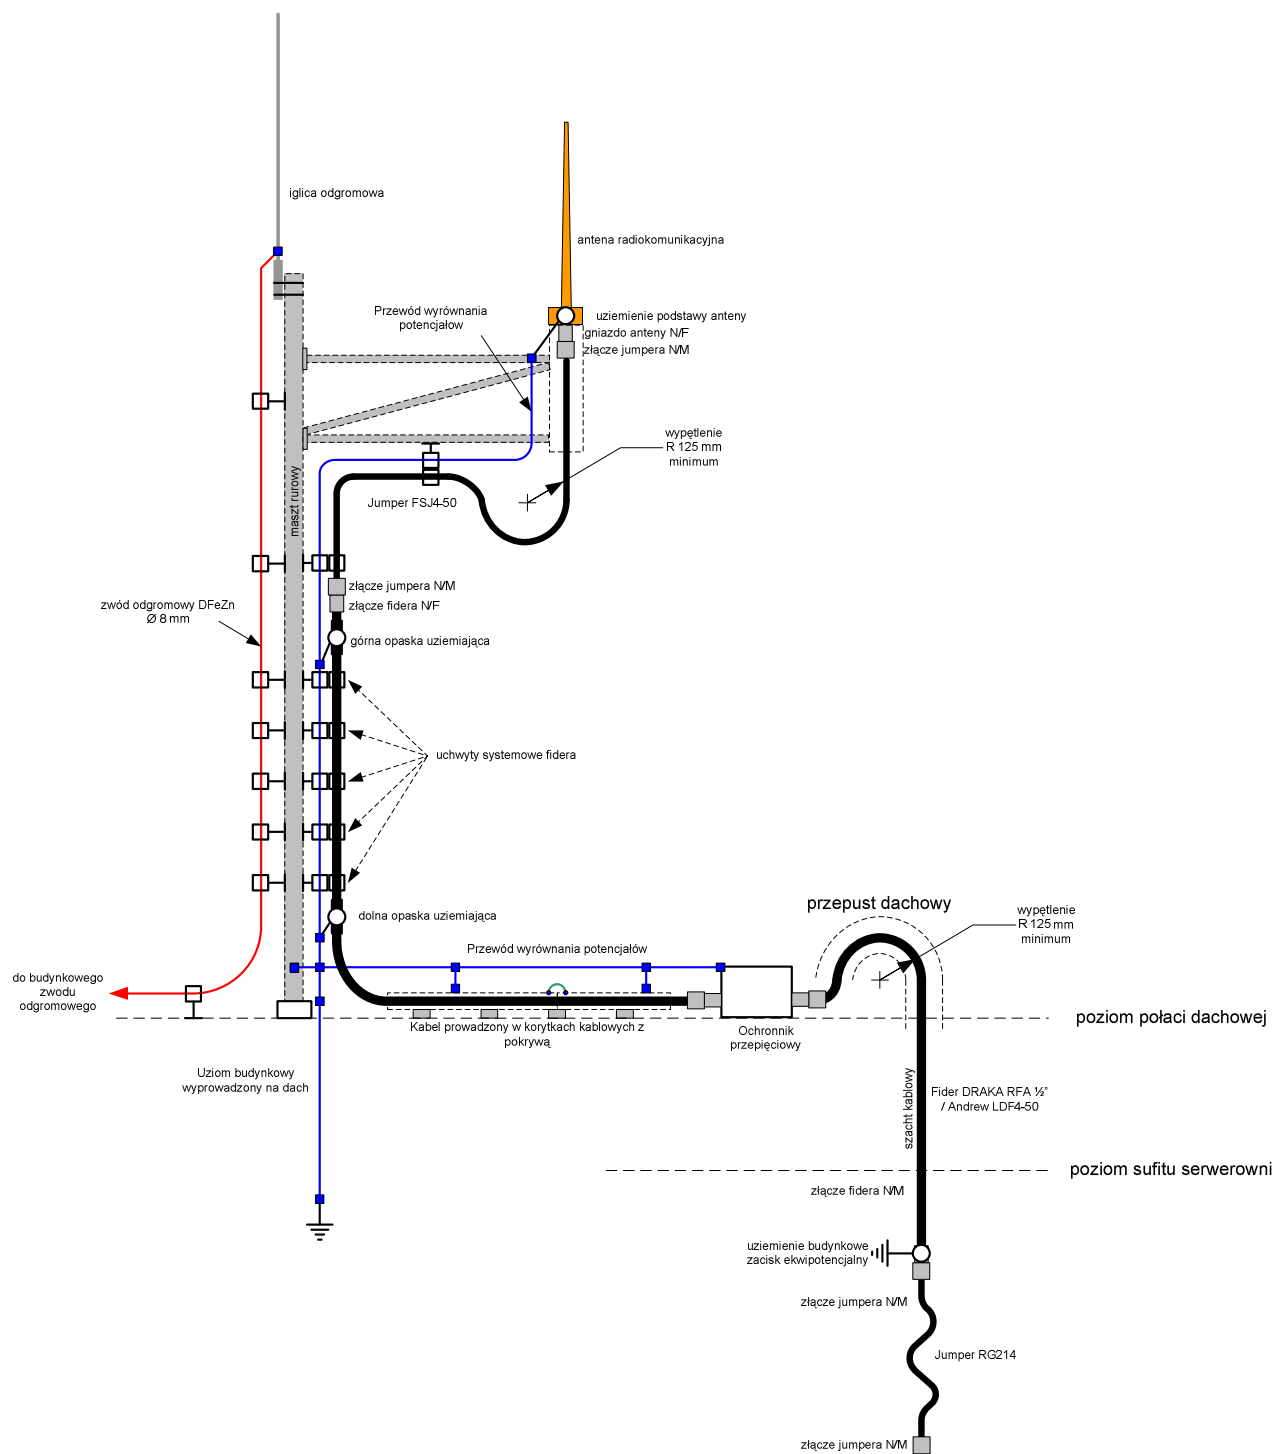 iglica odgromowa
antena radiokomunikacyjna
Przewód wyrównania
potencjałow
uziemienie podstawy anteny
gniazdo anteny N/F
złącze jumpera N/M
wypętlenie
R 125 mm
minimum
maszt rurowy
Jumper FSJ4-50
złącze jumpera N/M
złącze fidera N/F
zwód odgromowy DFeZn
Ø 8 mm
górna opaska uziemiająca
uchwyty systemowe fidera
dolna opaska uziemiająca
przepust dachowy
wypętlenie
R 125 mm
minimum
Przewód wyrównania potencjałów
do budynkowego
zwodu
odgromowego
Kabel prowadzony w korytkach kablowych z
pokrywą
Ochronnik
przepięciowy
poziom połaci dachowej
Uziom budynkowy
wyprowadzony na dach
szacht kablowy
Fider DRAKA RFA ½"
/ Andrew LDF4-50
poziom sufitu serwerowni
złącze fidera N/M
uziemienie budynkowe
zacisk ekwipotencjalny
złącze jumpera N/M
Jumper RG214
złącze jumpera N/M